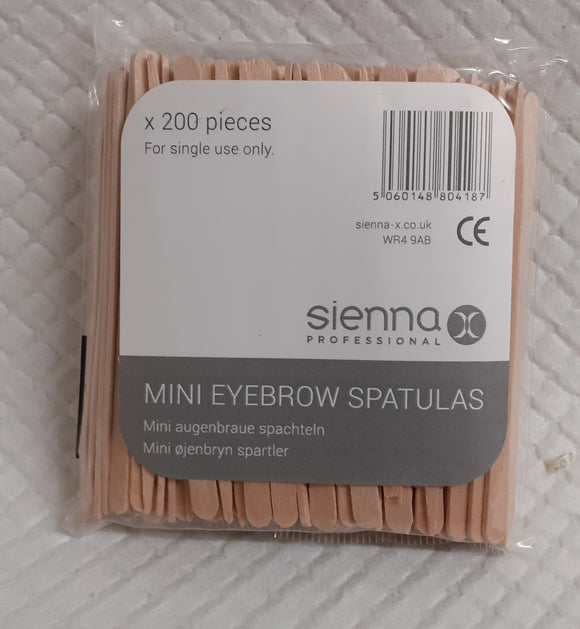 x 200 pieces
For single use only.
5 060148 804187
sienna-x.co.uk
WR4 9AB
CE
sienna
PROFESSIONAL
MINI EYEBROW SPATULAS
Mini augenbraue spachteln
Mini øjenbryn spartler